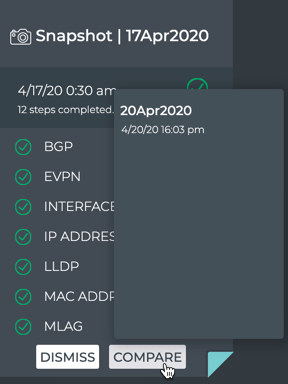 Snapshot | 17Apr2020
4/17/20 0:30 am
12 steps completed.
20Apr2020
4/20/20 16:03 pm
BGP
EVPN
INTERFACE
IP ADDRES
LLDP
MAC ADDR
MLAG
DISMISS
COMPARE